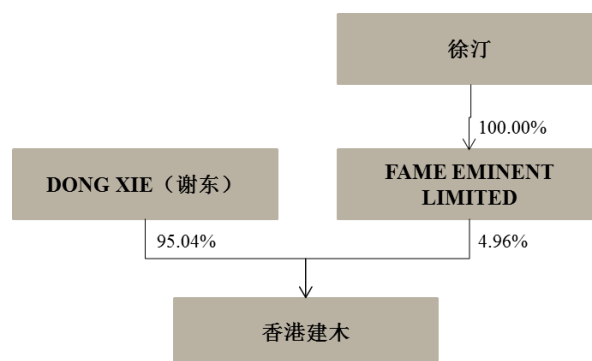 徐汀
100.00%
DONG XIE（谢东）
FAME EMINENT
LIMITED
95.04%
4.96%
香港建木